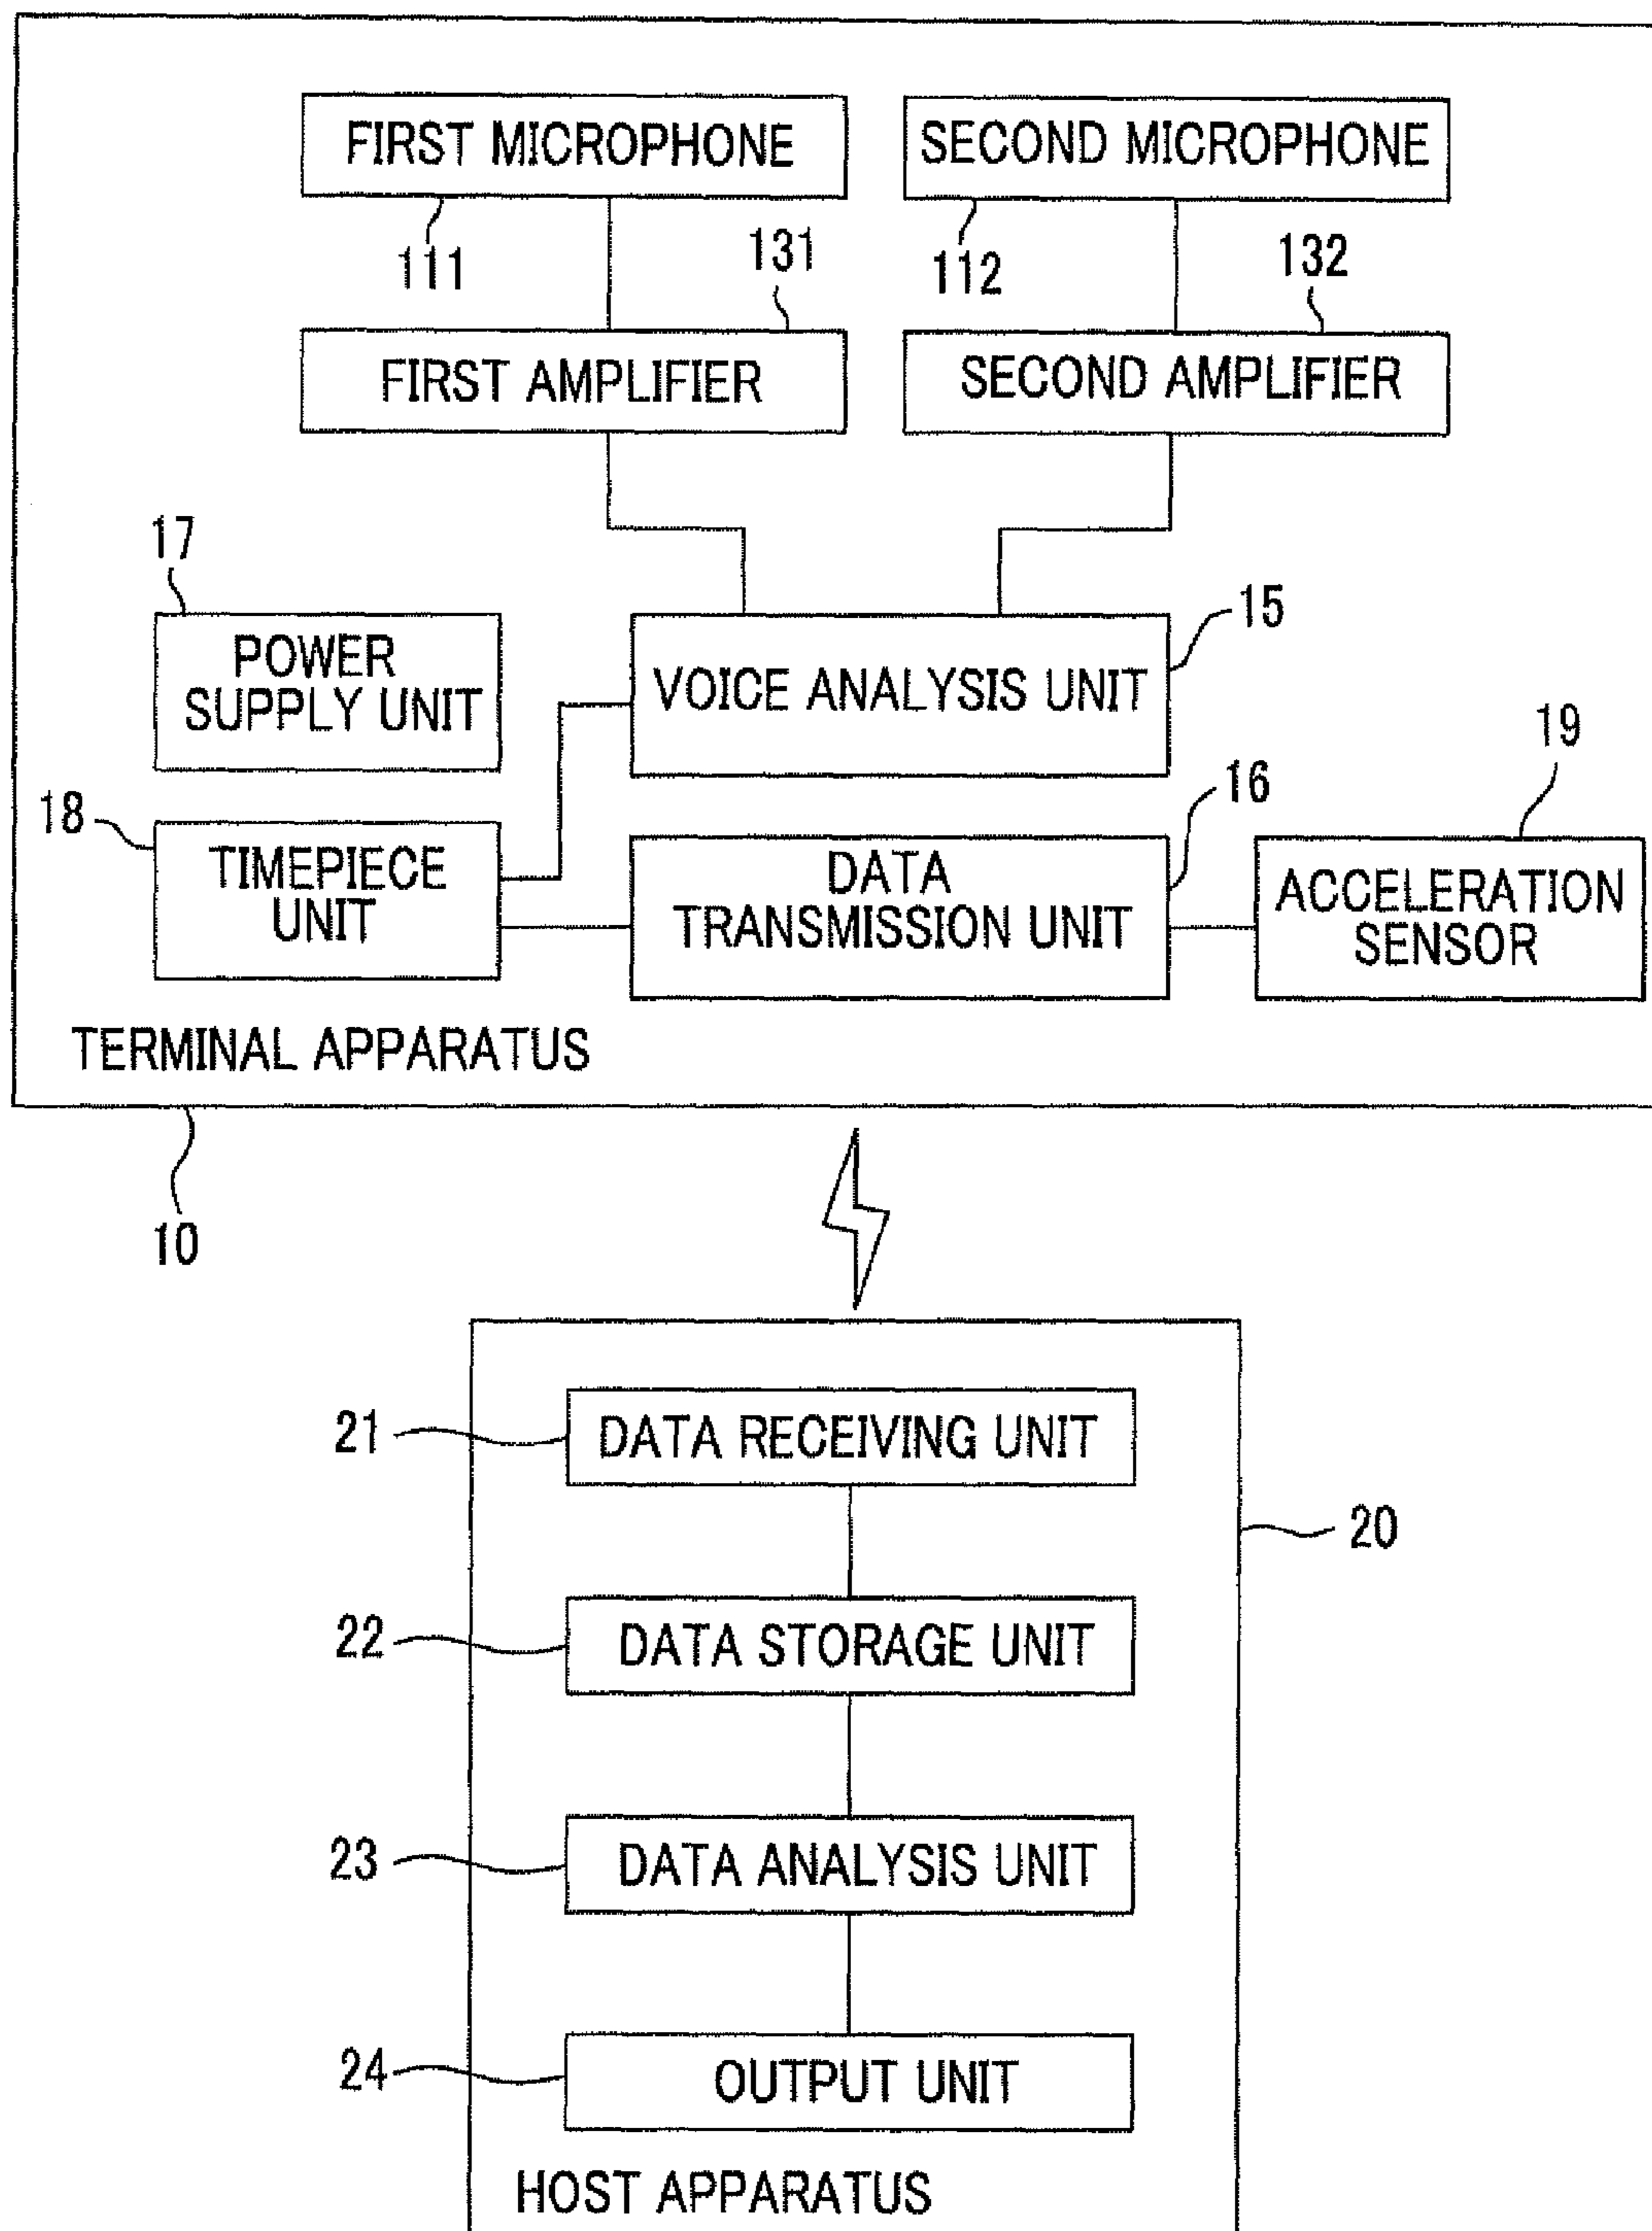 FIRST MICROPHONE
SECOND MICROPHONE
111
131
112
132
FIRST AMPLIFIER
SECOND AMPLIFIER
17
15
POWER
SUPPLY UNIT
VOICE ANALYSIS UNIT
19
18
16
TIMEPIECE
UNIT
DATA
TRANSMISSION UNIT
ACCELERATION
SENSOR
TERMINAL APPARATUS
10
21
DATA RECEIVING UNIT
20
22
DATA STORAGE UNIT
23
DATA ANALYSIS UNIT
24
OUTPUT UNIT
HOST APPARATUS